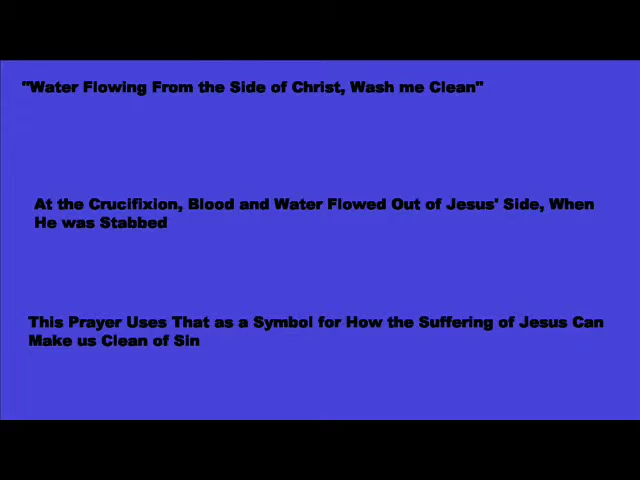 "Water Flowing From the Side of Christ, Wash me Clean"
At the Crucifixion, Blood and Water Flowed Out of Jesus' Side, When
He was Stabbed
This Prayer Uses That as a Symbol for How the Suffering of Jesus Can
Make us Clean of Sin